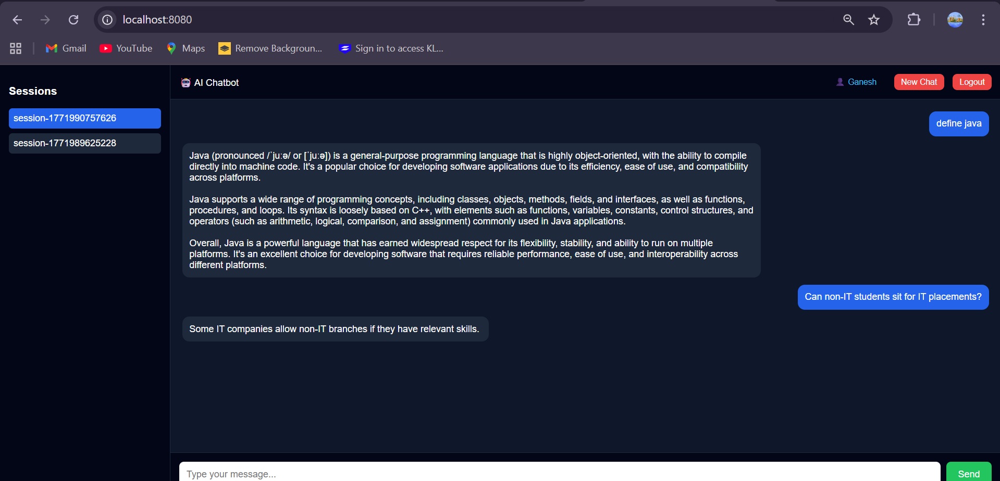 localhost:8080
Gmail
YouTube
Maps
Remove Backgroun...
Sign in to access KL...
Sessions
session-1771990757626
session-1771989625228
AI Chatbot
Ganesh
New Chat
Logout
define java
Java (pronounced /ˈjuːə/ or [ˈjuːə]) is a general-purpose programming language that is highly object-oriented, with the ability to compile
directly into machine code. It's a popular choice for developing software applications due to its efficiency, ease of use, and compatibility
across platforms.
Java supports a wide range of programming concepts, including classes, objects, methods, fields, and interfaces, as well as functions,
procedures, and loops. Its syntax is loosely based on C++, with elements such as functions, variables, constants, control structures, and
operators (such as arithmetic, logical, comparison, and assignment) commonly used in Java applications.
Overall, Java is a powerful language that has earned widespread respect for its flexibility, stability, and ability to run on multiple
platforms. It's an excellent choice for developing software that requires reliable performance, ease of use, and interoperability across
different platforms.
Can non-IT students sit for IT placements?
Some IT companies allow non-IT branches if they have relevant skills.
Type your message...
Send